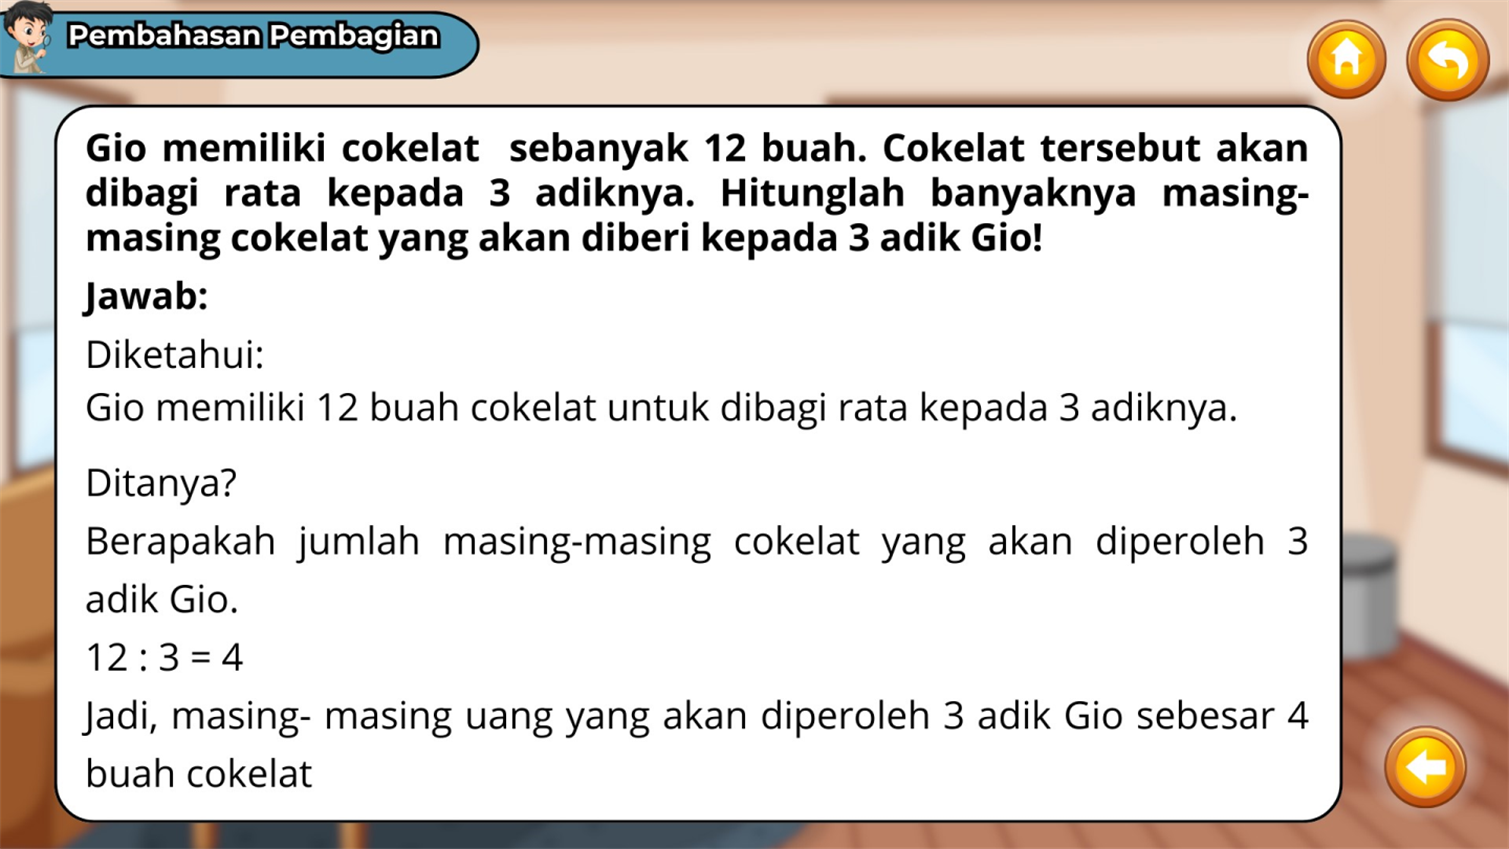 Pembahasan Pembagian
Gio memiliki cokelat sebanyak 12 buah. Cokelat tersebut akan
dibagi rata kepada 3 adiknya. Hitunglah banyaknya masing-
masing cokelat yang akan diberi kepada 3 adik Gio!
Jawab:
Diketahui:
Gio memiliki 12 buah cokelat untuk dibagi rata kepada 3 adiknya.
Ditanya?
Berapakah jumlah masing-masing cokelat yang akan diperoleh 3
adik Gio.
12 : 3 = 4
Jadi, masing- masing uang yang akan diperoleh 3 adik Gio sebesar 4
buah cokelat